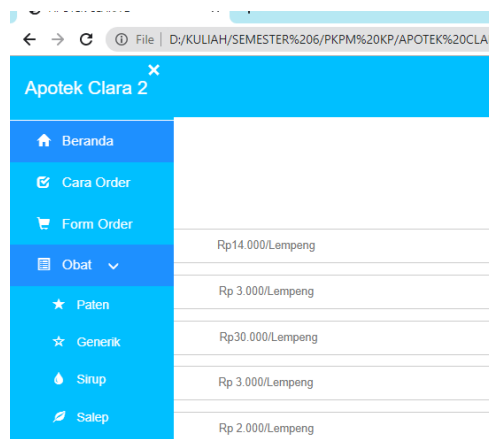 File | D:/KULIAH/SEMESTER%206/PKPM%20KP/APOTEK%20CLA
Apotek Clara 2
Beranda
Cara Order
Form Order
Rp14.000/Lempeng
Obat
Rp 3.000/Lempeng
Paten
Rp30.000/Lempeng
Generik
Sirup
Rp 3.000/Lempeng
Salep
Rp 2.000/Lempeng